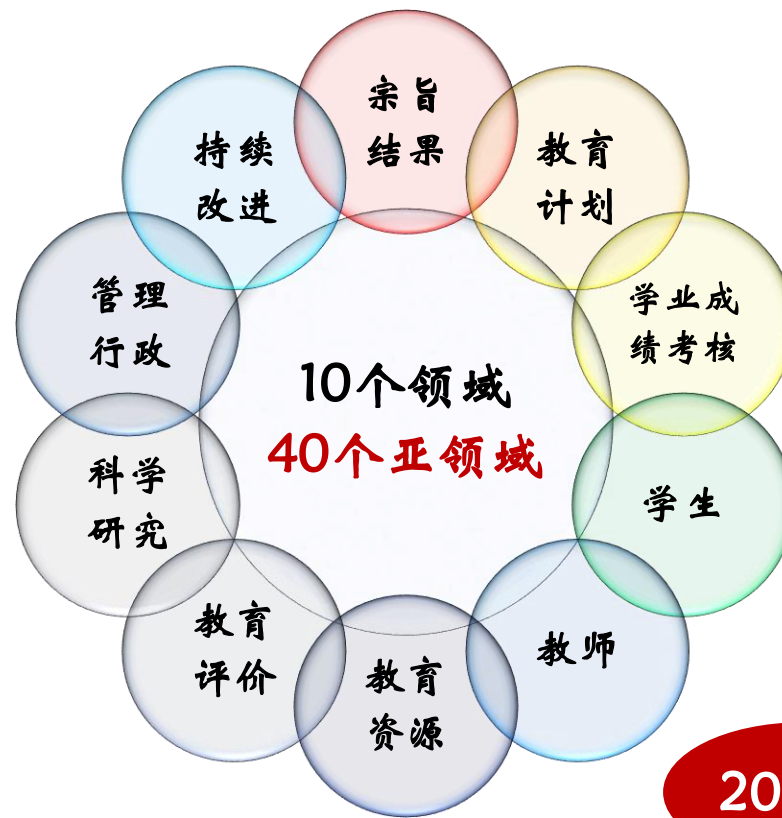 宗旨
结果
教育
计划
学业成
绩考核
学生
教师
教育
资源
教育
评价
科学
研究
管理
行政
持续
改进
10个领域
40个亚领域
20